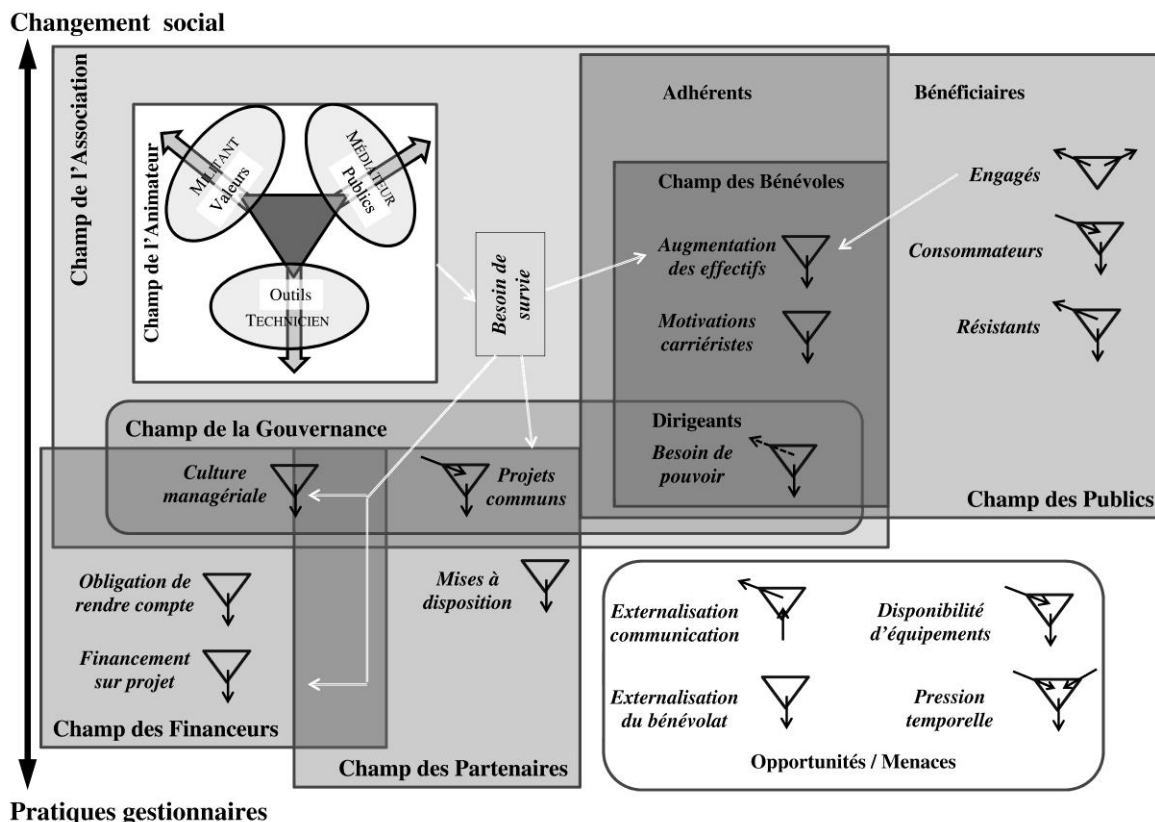 Changement social
Champ de l'Association
Champ de l'Animateur
MILITANT
Valeurs
MÉDIATEUR
Publics
Outils
TECHNICIEN
Besoin de
survie
Adhérents
Bénéficiaires
Champ des Bénévoles
Augmentation
des effectifs
Motivations
carriéristes
Engagés
Consommateurs
Résistants
Dirigeants
Besoin de
pouvoir
Champ des Publics
Champ de la Gouvernance
Culture
managériale
Projets
communs
Obligation de
rendre compte
Mises à
disposition
Financement
sur projet
Champ des Financeurs
Champ des Partenaires
Externalisation
communication
Disponibilité
d'équipements
Externalisation
du bénévolat
Pression
temporelle
Opportunités / Menaces
Pratiques gestionnaires